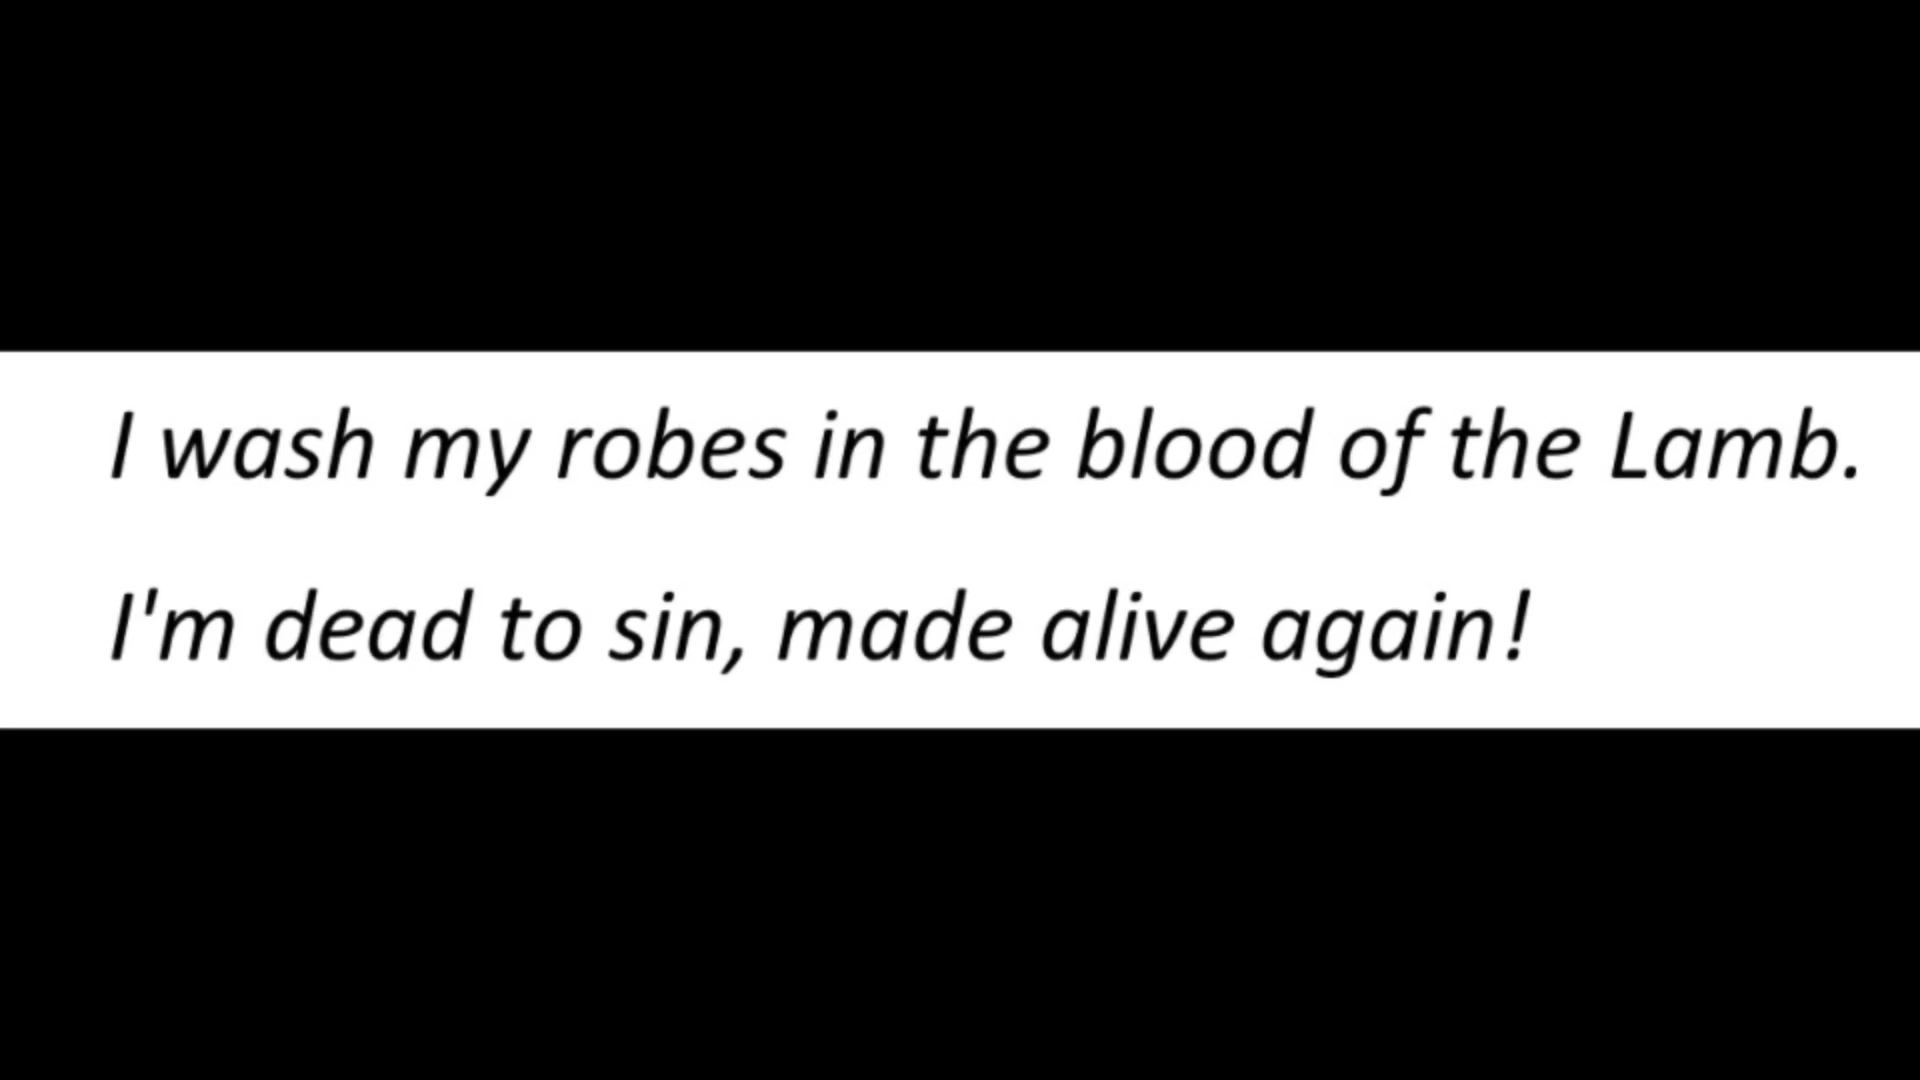 I wash my robes in the blood of the Lamb.
I'm dead to sin, made alive again!